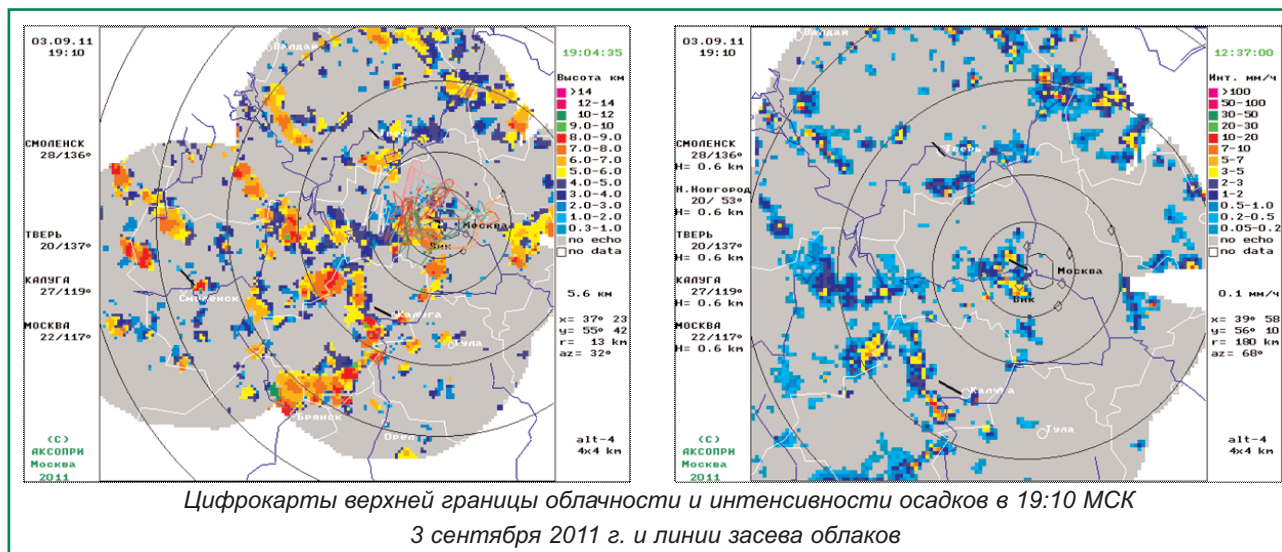 03.09.11
19:10
СМОЛЕНСК
28/136°
ТВЕРЬ
20/137°
КАЛУГА
27/119°
МОСКВА
22/117°
(C)
АКСОПРИ
Москва
2011
Валдай
Москва
Внк
Смоленск
Калуга
Тула
Брянск
Орел
19:04:35
Высота км
>14
12-14
10-12
9.0-10
8.0-9.0
7.0-8.0
6.0-7.0
5.0-6.0
4.0-5.0
3.0-4.0
2.0-3.0
1.0-2.0
0.3-1.0
no echo
no data
5.6 км
x= 37° 23
y= 55° 42
r= 13 km
az= 32°
alt-4
4x4 km
03.09.11
19:10
СМОЛЕНСК
28/136°
H= 0.6 km
Н.Новгород
20/ 53°
H= 0.6 km
ТВЕРЬ
20/137°
H= 0.6 km
КАЛУГА
27/119°
H= 0.6 km
МОСКВА
22/117°
H= 0.6 km
(C)
АКСОПРИ
Москва
2011
Валдай
Москва
Внк
Калуга
Тула
12:37:00
Инт. мм/ч
>100
50-100
30-50
20-30
10-20
7-10
5-7
3-5
2-3
1-2
0.5-1.0
0.2-0.5
0.05-0.2
no echo
no data
0.1 мм/ч
x= 39° 58
y= 56° 10
r= 180 km
az= 68°
alt-4
4x4 km
Цифрокарты верхней границы облачности и интенсивности осадков в 19:10 МСК
3 сентября 2011 г. и линии засева облаков